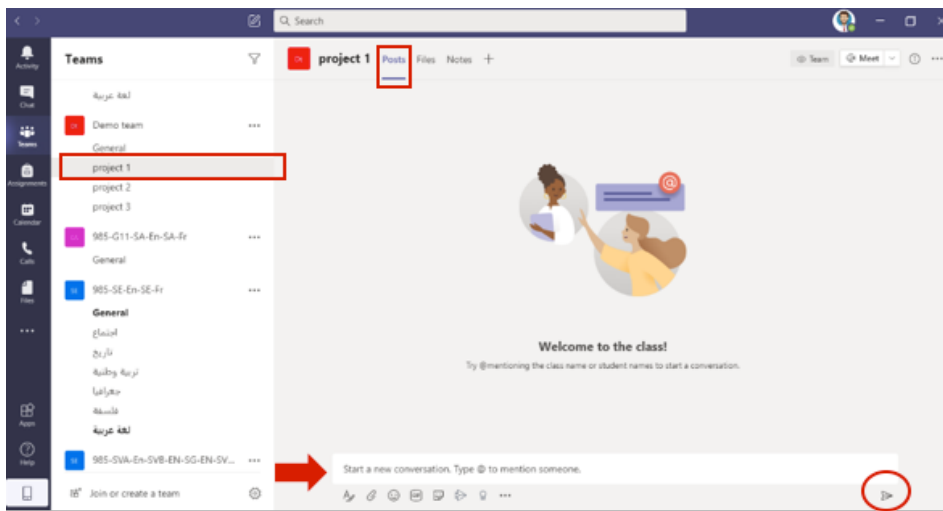 Search
Activity
Chat
Teams
Assignments
Calendar
Calls
Files
Apps
Help
Teams
لغة عربية
Demo team
General
project 1
project 2
project 3
985-G11-SA-En-SA-Fr
General
985-SE-En-SE-Fr
General
اجتماع
تاريخ
تربية وطنية
جغرافيا
فلسفة
لغة عربية
985-SVA-En-SVB-EN-SG-EN-SV...
Join or create a team
project 1 Posts Files Notes
Team Meet
Welcome to the class!
Try @mentioning the class name or student names to start a conversation.
Start a new conversation. Type @ to mention someone.
GIF